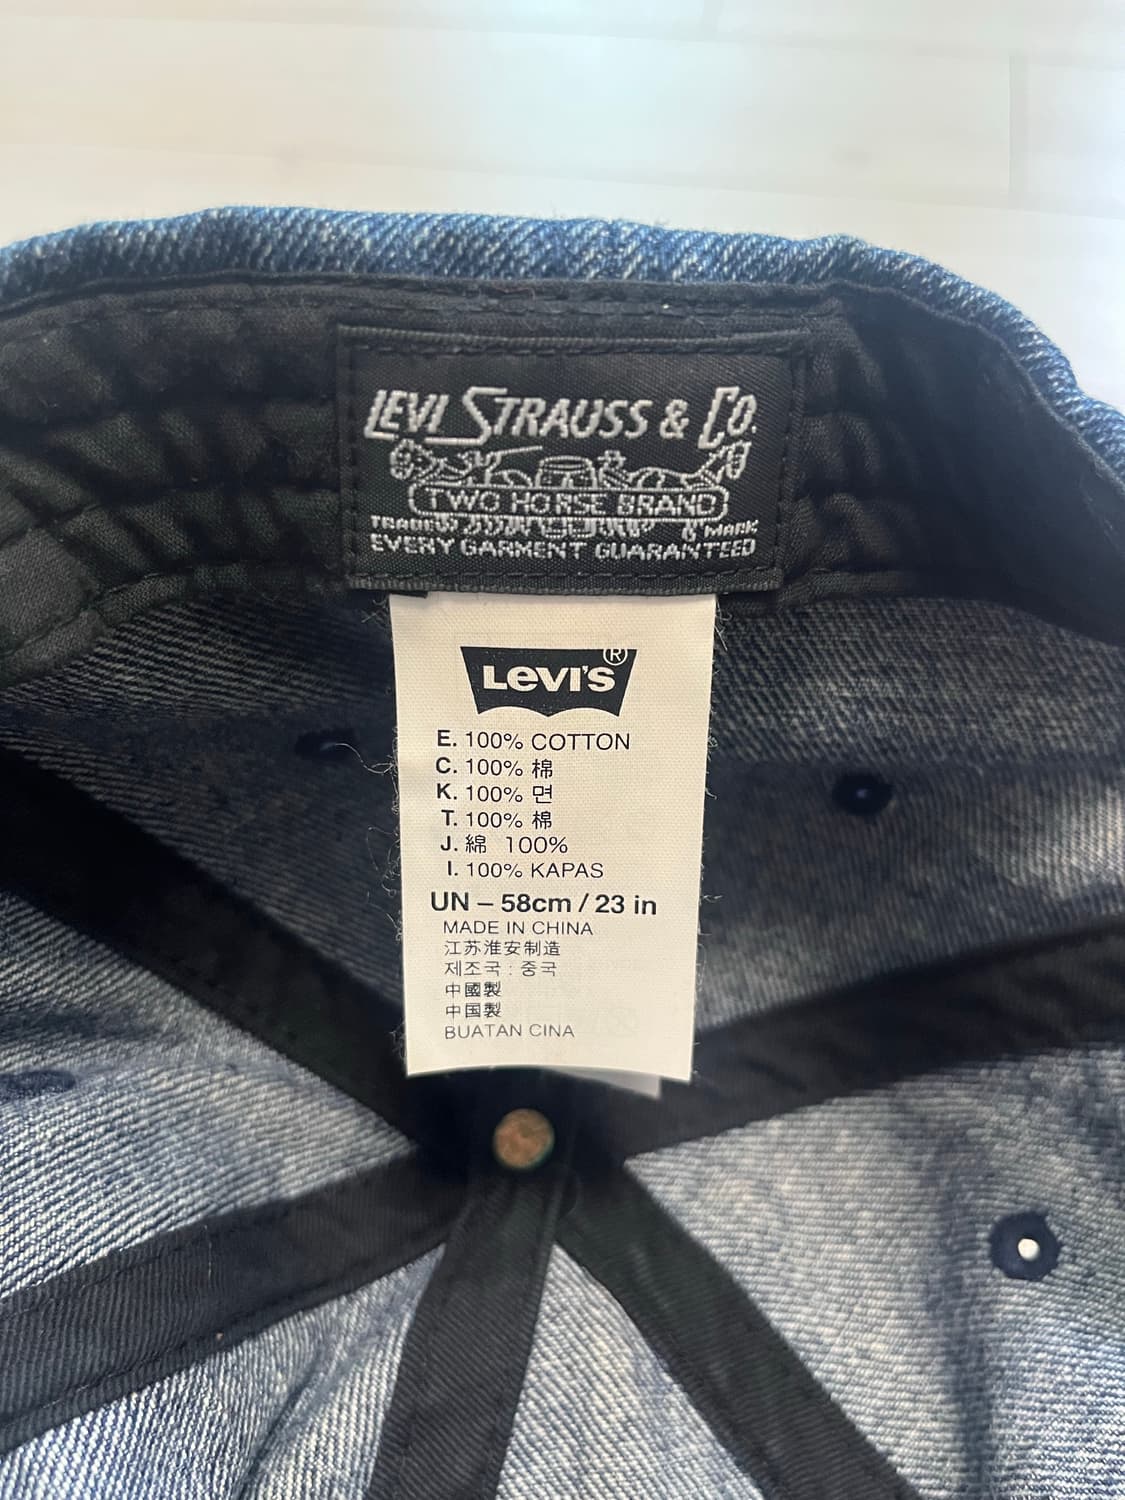 LEVI STRAUSS & CO.
TWO HORSE BRAND
TRADE MARK
EVERY GARMENT GUARANTEED
LEVI'S®
E. 100% COTTON
C. 100% 棉
K. 100% 면
T. 100% 棉
J. 綿 100%
I. 100% KAPAS
UN – 58cm / 23 in
MADE IN CHINA
江苏淮安制造
제조국 : 중국
中國製
中国製
BUATAN CINA